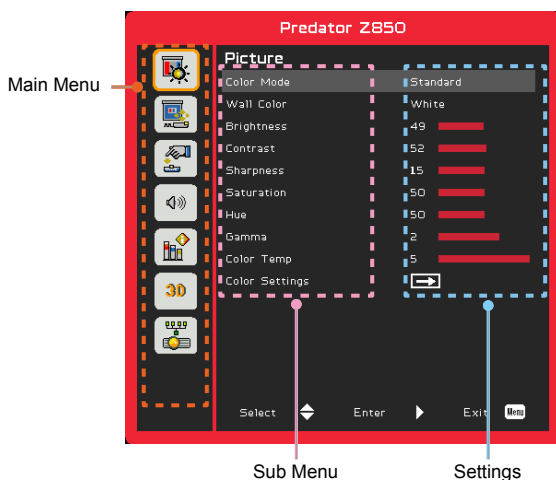 Predator Z850
Main Menu
Picture
Color Mode Standard
Wall Color White
Brightness 49
Contrast 52
Sharpness 15
Saturation 50
Hue 50
Gamma 2
Color Temp 5
Color Settings
3D
Select Enter Exit Menu
Sub Menu Settings